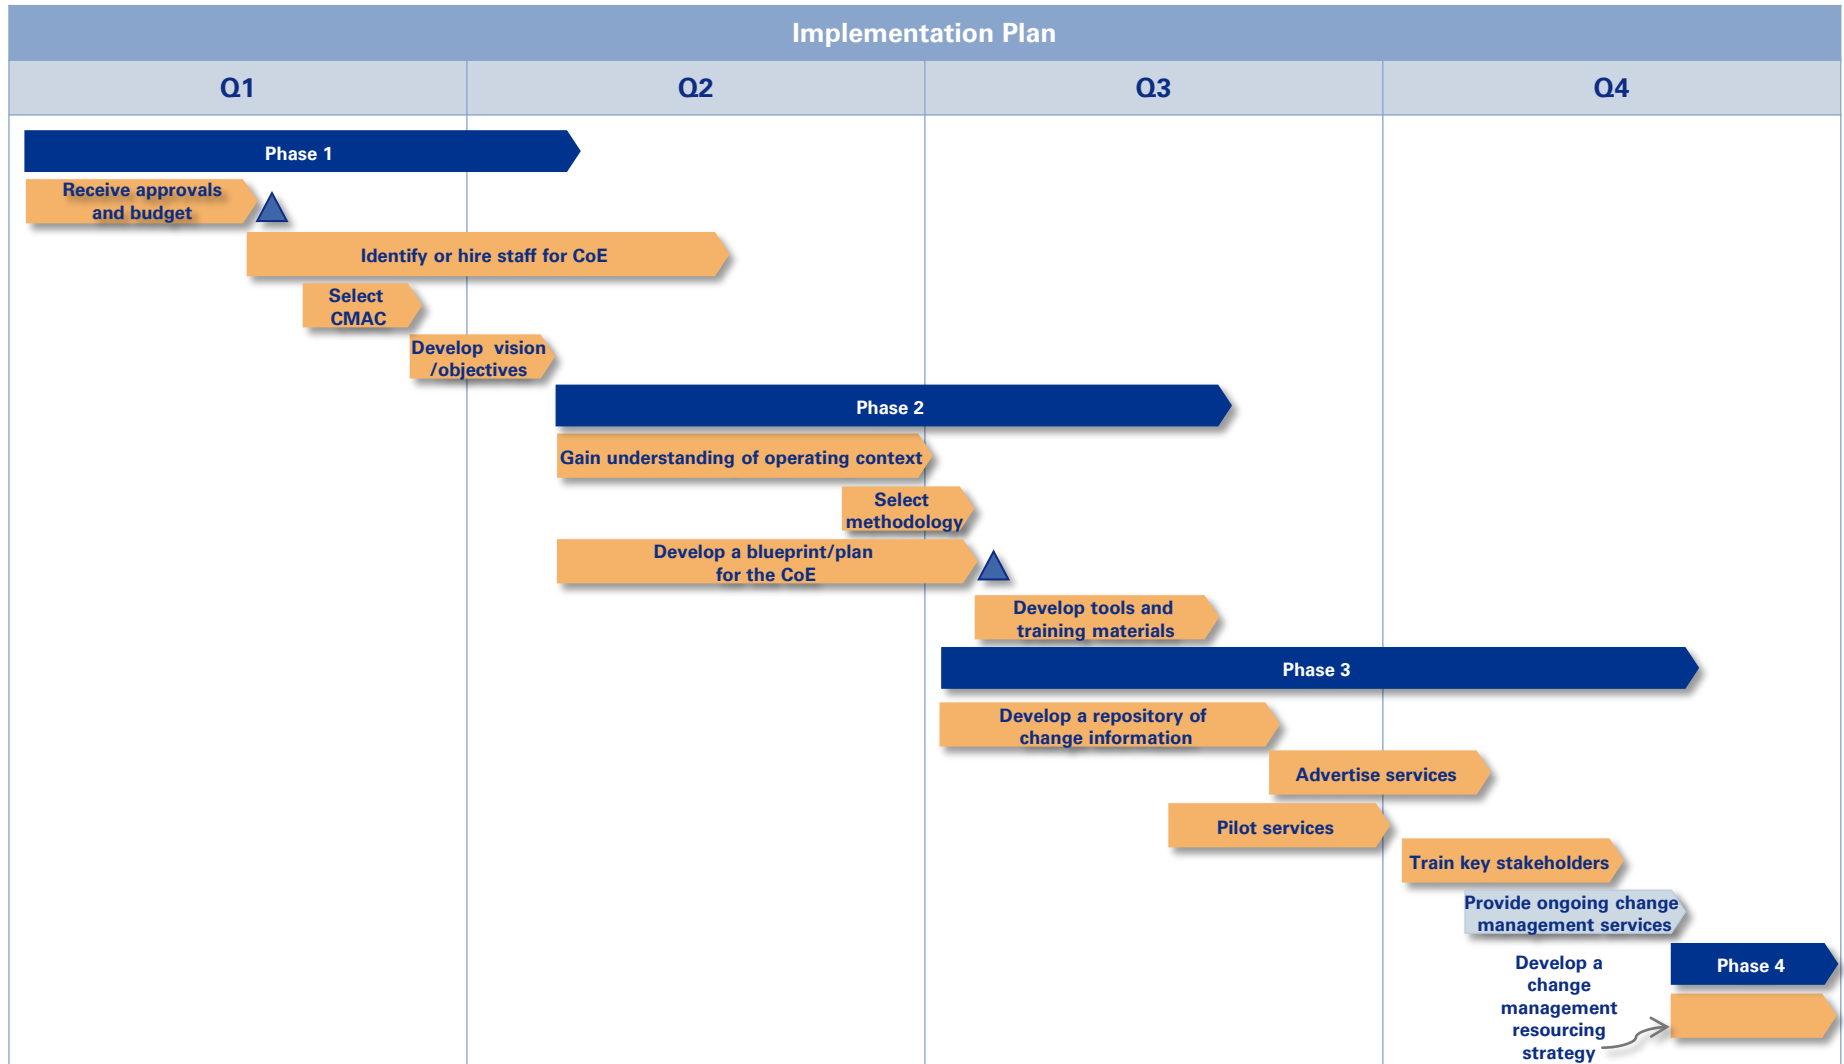 Implementation Plan
Q1
Q2
Q3
Q4
Phase 1
Receive approvals
and budget
Identify or hire staff for CoE
Select
CMAC
Develop vision
/objectives
Phase 2
Gain understanding of operating context
Select
methodology
Develop a blueprint/plan
for the CoE
Develop tools and
training materials
Phase 3
Develop a repository of
change information
Advertise services
Pilot services
Train key stakeholders
Provide ongoing change
management services
Phase 4
Develop a
change
management
resourcing
strategy